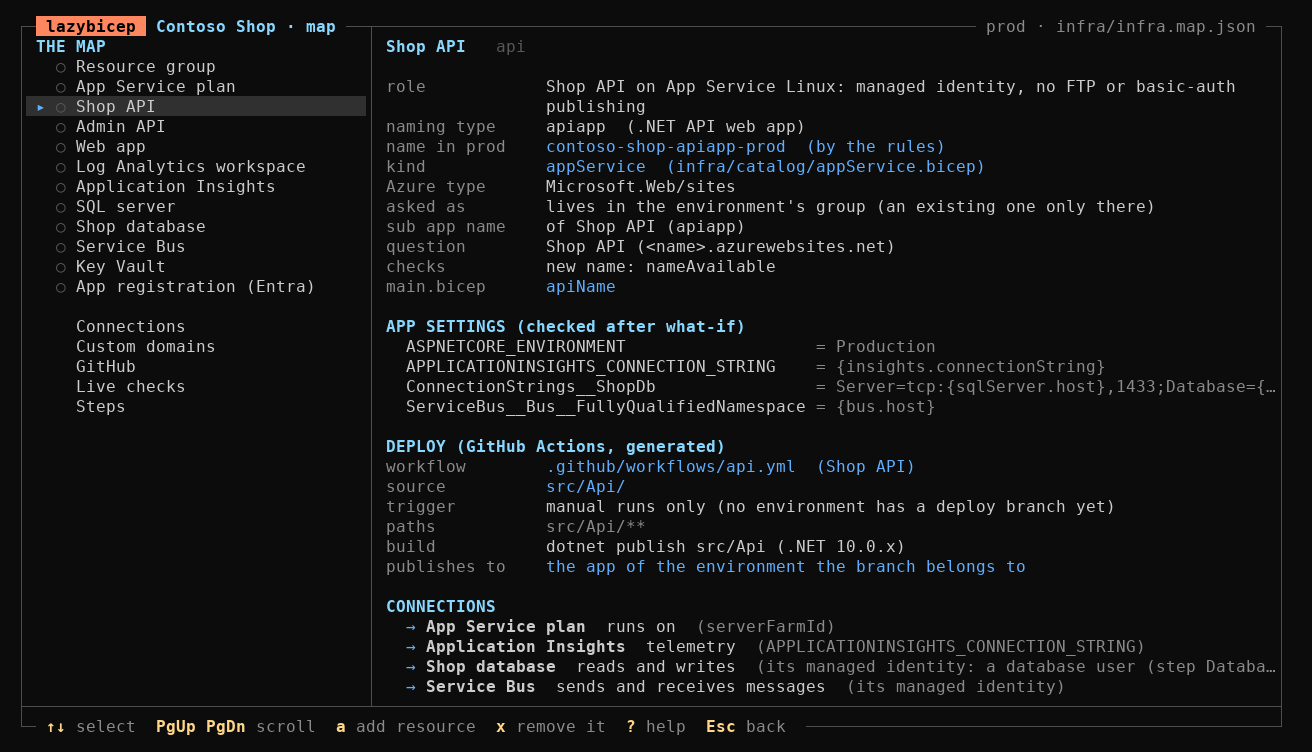 lazybicep Contoso Shop · map
prod · infra/infra.map.json
THE MAP
○ Resource group
○ App Service plan
▸ ○ Shop API
○ Admin API
○ Web app
○ Log Analytics workspace
○ Application Insights
○ SQL server
○ Shop database
○ Service Bus
○ Key Vault
○ App registration (Entra)
Connections
Custom domains
GitHub
Live checks
Steps
Shop API api
role Shop API on App Service Linux: managed identity, no FTP or basic-auth
publishing
naming type apiapp (.NET API web app)
name in prod contoso-shop-apiapp-prod (by the rules)
kind appService (infra/catalog/appService.bicep)
Azure type Microsoft.Web/sites
asked as lives in the environment's group (an existing one only there)
sub app name of Shop API (apiapp)
question Shop API (<name>.azurewebsites.net)
checks new name: nameAvailable
main.bicep apiName
APP SETTINGS (checked after what-if)
ASPNETCORE_ENVIRONMENT = Production
APPLICATIONINSIGHTS_CONNECTION_STRING = {insights.connectionString}
ConnectionStrings__ShopDb = Server=tcp:{sqlServer.host},1433;Database={…
ServiceBus__Bus__FullyQualifiedNamespace = {bus.host}
DEPLOY (GitHub Actions, generated)
workflow .github/workflows/api.yml (Shop API)
source src/Api/
trigger manual runs only (no environment has a deploy branch yet)
paths src/Api/**
build dotnet publish src/Api (.NET 10.0.x)
publishes to the app of the environment the branch belongs to
CONNECTIONS
→ App Service plan runs on (serverFarmId)
→ Application Insights telemetry (APPLICATIONINSIGHTS_CONNECTION_STRING)
→ Shop database reads and writes (its managed identity: a database user (step Databa…
→ Service Bus sends and receives messages (its managed identity)
↑↓ select PgUp PgDn scroll a add resource x remove it ? help Esc back